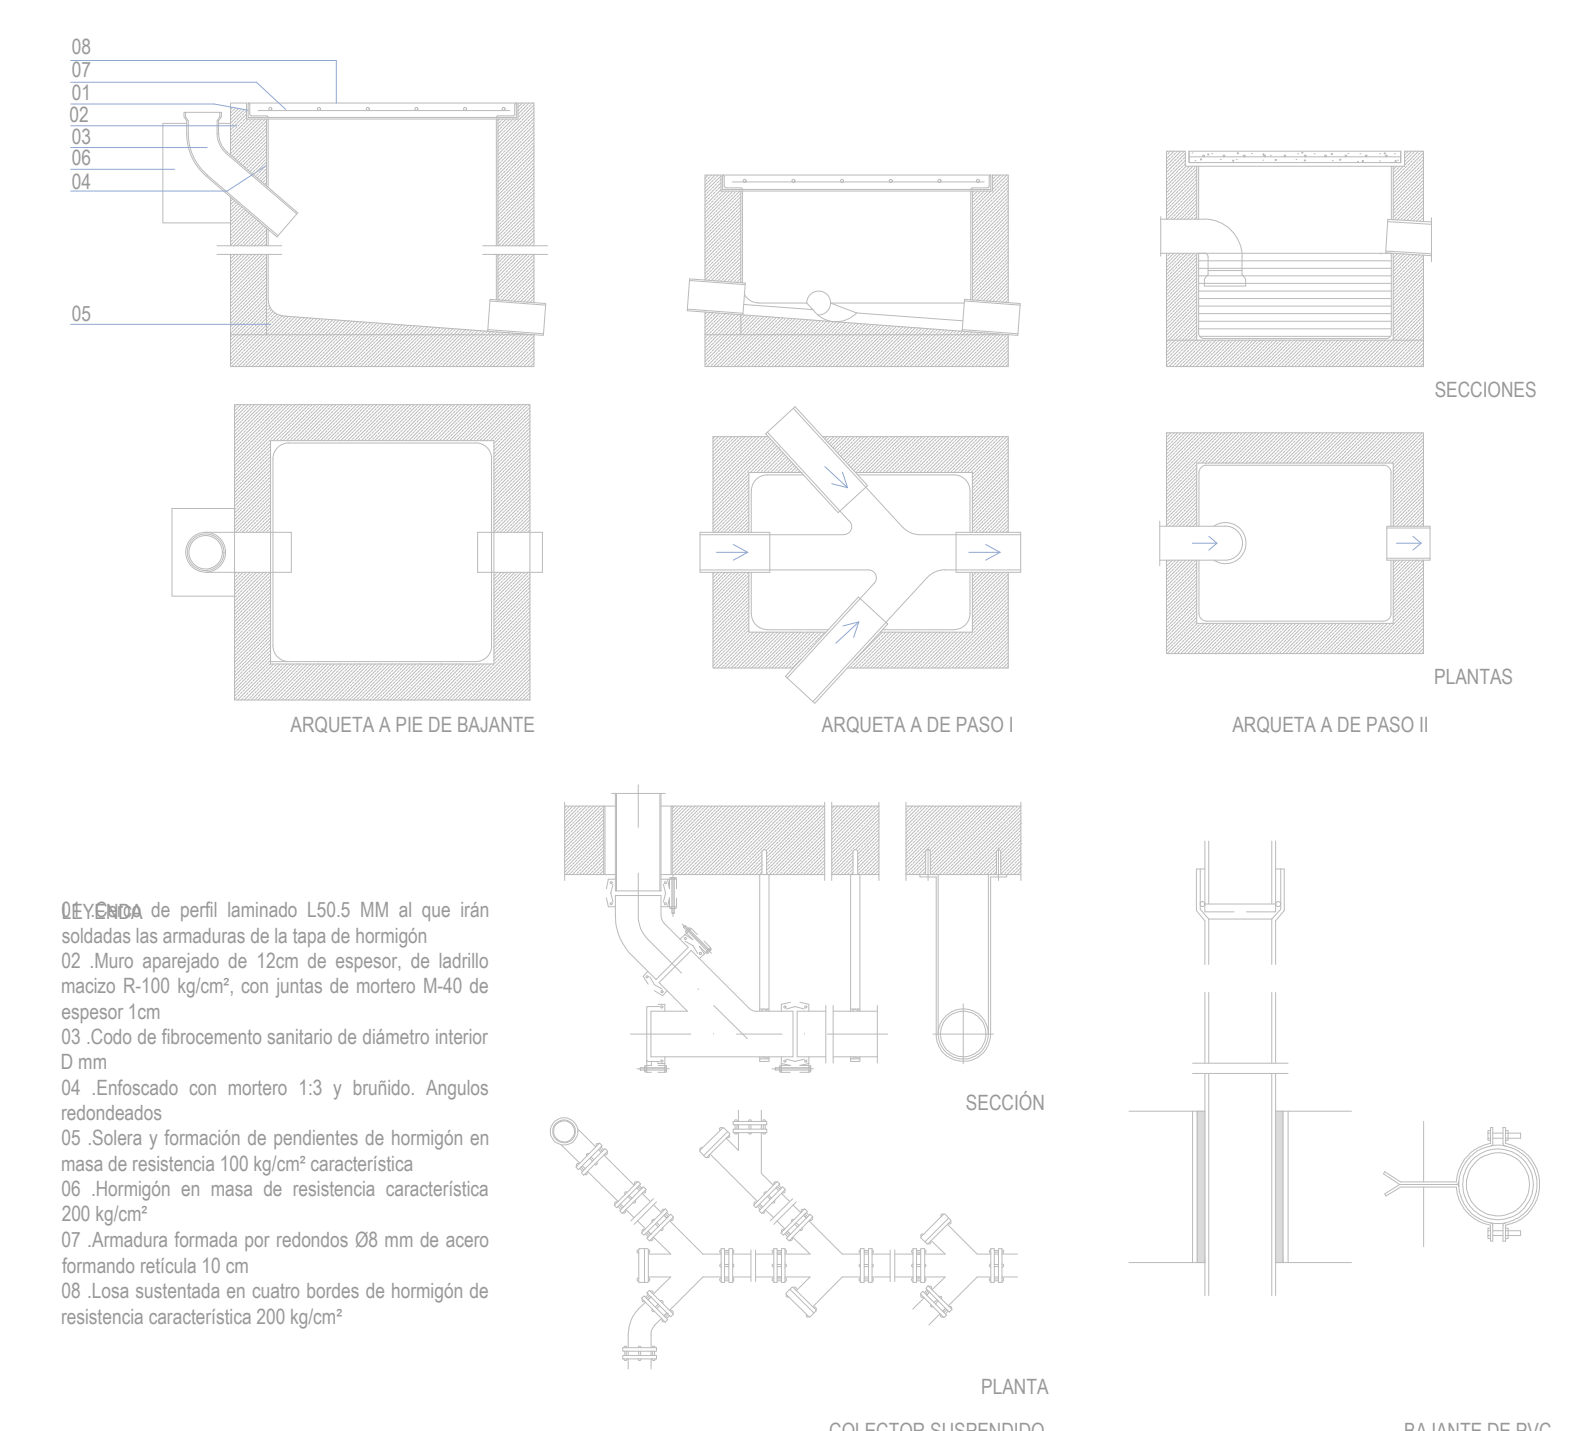 08
07
01
02
03
06
04
05
SECCIONES
PLANTAS
ARQUETA A PIE DE BAJANTE
ARQUETA A DE PASO I
ARQUETA A DE PASO II
LEYENDA
01 .Cerco de perfil laminado L50.5 MM al que irán
soldadas las armaduras de la tapa de hormigón
02 .Muro aparejado de 12cm de espesor, de ladrillo
macizo R-100 kg/cm², con juntas de mortero M-40 de
espesor 1cm
03 .Codo de fibrocemento sanitario de diámetro interior
D mm
04 .Enfoscado con mortero 1:3 y bruñido. Angulos
redondeados
05 .Solera y formación de pendientes de hormigón en
masa de resistencia 100 kg/cm² característica
06 .Hormigón en masa de resistencia característica
200 kg/cm²
07 .Armadura formada por redondos Ø8 mm de acero
formando retícula 10 cm
08 .Losa sustentada en cuatro bordes de hormigón de
resistencia característica 200 kg/cm²
SECCIÓN
PLANTA
COLECTOR SUSPENDIDO
BAJANTE DE PVC